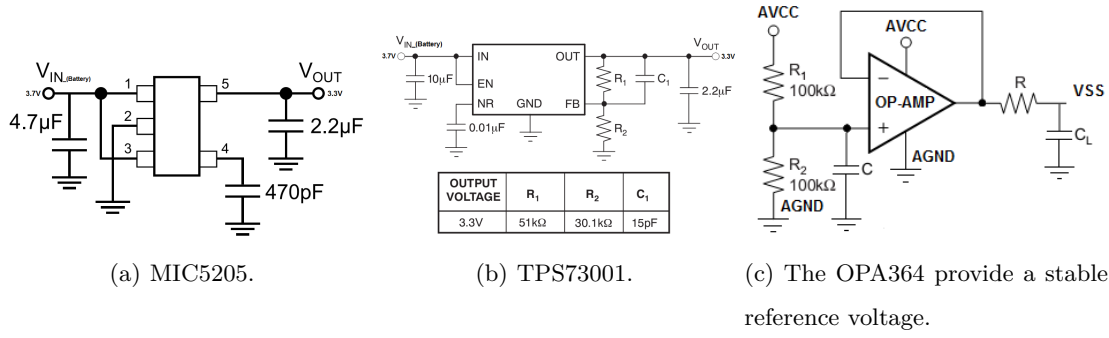 V_IN_(Battery)
3.7V
4.7µF
1
2
3
5
4
V_OUT
3.3V
2.2µF
470pF
(a) MIC5205.
V_IN_(Battery)
3.7V
10µF
IN
EN
NR
GND
OUT
FB
0.01µF
R1
C1
R2
V_OUT
3.3V
2.2µF
OUTPUT VOLTAGE R1 R2 C1
3.3V 51kΩ 30.1kΩ 15pF
(b) TPS73001.
AVCC
AVCC
R1
100kΩ
−
OP-AMP
+
R
VSS
CL
R2
100kΩ
C
AGND
AGND
(c) The OPA364 provide a stable
reference voltage.